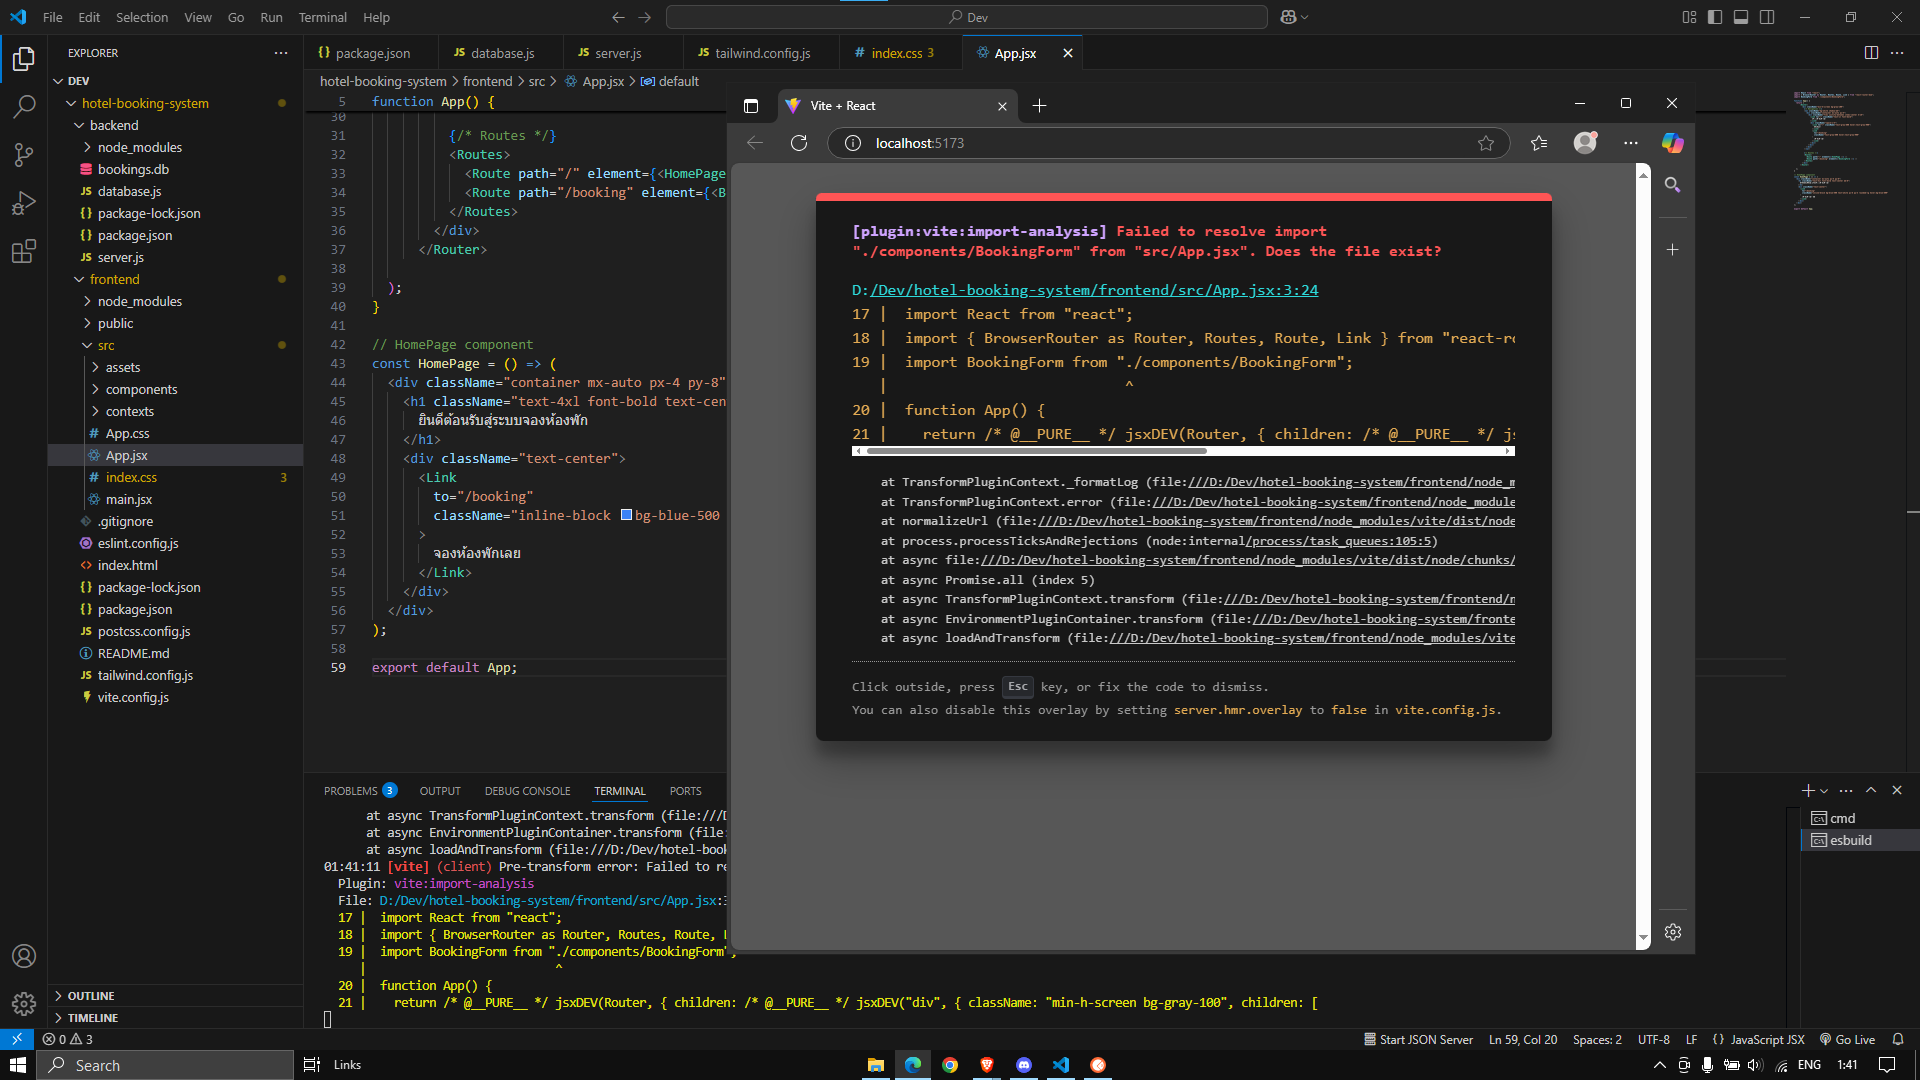 File Edit Selection View Go Run Terminal Help
Dev
EXPLORER
DEV
hotel-booking-system
backend
node_modules
bookings.db
database.js
package-lock.json
package.json
server.js
frontend
node_modules
public
src
assets
components
contexts
App.css
App.jsx
index.css 3
main.jsx
.gitignore
eslint.config.js
index.html
package-lock.json
package.json
postcss.config.js
README.md
tailwind.config.js
vite.config.js
OUTLINE
TIMELINE
package.json database.js server.js tailwind.config.js index.css 3 App.jsx
hotel-booking-system > frontend > src > App.jsx > default
5 function App() {
30
31 {/* Routes */}
32 <Routes>
33 <Route path="/" element={<HomePage
34 <Route path="/booking" element={<B
35 </Routes>
36 </div>
37 </Router>
38
39 );
40 }
41
42 // HomePage component
43 const HomePage = () => (
44 <div className="container mx-auto px-4 py-8"
45 <h1 className="text-4xl font-bold text-cen
46 ยินดีต้อนรับสู่ระบบจองห้องพัก
47 </h1>
48 <div className="text-center">
49 <Link
50 to="/booking"
51 className="inline-block bg-blue-500
52 >
53 จองห้องพักเลย
54 </Link>
55 </div>
56 </div>
57 );
58
59 export default App;
Vite + React
localhost:5173
[plugin:vite:import-analysis] Failed to resolve import
"./components/BookingForm" from "src/App.jsx". Does the file exist?
D:/Dev/hotel-booking-system/frontend/src/App.jsx:3:24
17 | import React from "react";
18 | import { BrowserRouter as Router, Routes, Route, Link } from "react-ro
19 | import BookingForm from "./components/BookingForm";
| ^
20 | function App() {
21 | return /* @__PURE__ */ jsxDEV(Router, { children: /* @__PURE__ */ js
at TransformPluginContext._formatLog (file:///D:/Dev/hotel-booking-system/frontend/node_m
at TransformPluginContext.error (file:///D:/Dev/hotel-booking-system/frontend/node_module
at normalizeUrl (file:///D:/Dev/hotel-booking-system/frontend/node_modules/vite/dist/node
at process.processTicksAndRejections (node:internal/process/task_queues:105:5)
at async file:///D:/Dev/hotel-booking-system/frontend/node_modules/vite/dist/node/chunks/
at async Promise.all (index 5)
at async TransformPluginContext.transform (file:///D:/Dev/hotel-booking-system/frontend/n
at async EnvironmentPluginContainer.transform (file:///D:/Dev/hotel-booking-system/fronte
at async loadAndTransform (file:///D:/Dev/hotel-booking-system/frontend/node_modules/vite
Click outside, press Esc key, or fix the code to dismiss.
You can also disable this overlay by setting server.hmr.overlay to false in vite.config.js.
PROBLEMS 3 OUTPUT DEBUG CONSOLE TERMINAL PORTS
at async TransformPluginContext.transform (file:///D
at async EnvironmentPluginContainer.transform (file:
at async loadAndTransform (file:///D:/Dev/hotel-book
01:41:11 [vite] (client) Pre-transform error: Failed to re
Plugin: vite:import-analysis
File: D:/Dev/hotel-booking-system/frontend/src/App.jsx:3
17 | import React from "react";
18 | import { BrowserRouter as Router, Routes, Route, L
19 | import BookingForm from "./components/BookingForm";
| ^
20 | function App() {
21 | return /* @__PURE__ */ jsxDEV(Router, { children: /* @__PURE__ */ jsxDEV("div", { className: "min-h-screen bg-gray-100", children: [
cmd
esbuild
0 3
Start JSON Server Ln 59, Col 20 Spaces: 2 UTF-8 LF { } JavaScript JSX Go Live
Search Links ENG 1:41